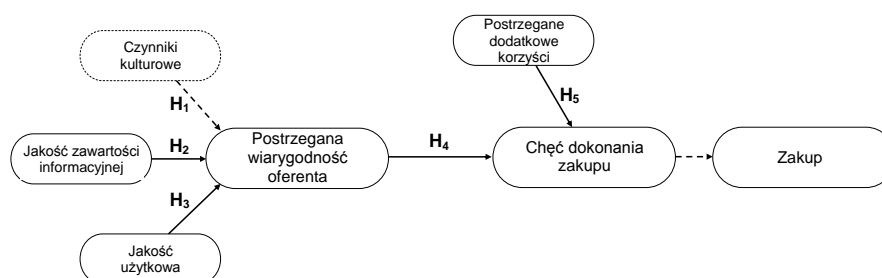 Czynniki
kulturowe
Postrzegane
dodatkowe
korzyści
H1
H5
Jakość zawartości
informacyjnej
H2
Postrzegana
wiarygodność
oferenta
H4
Chęć dokonania
zakupu
Zakup
H3
Jakość
użytkowa